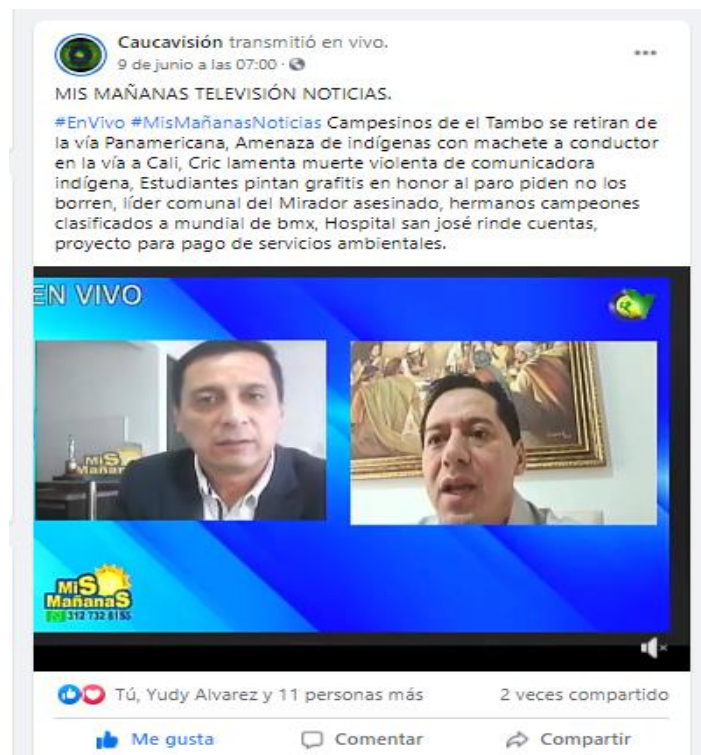 Caucavisión transmitió en vivo.
9 de junio a las 07:00 ·
MIS MAÑANAS TELEVISIÓN NOTICIAS.
#EnVivo #MisMañanasNoticias Campesinos de el Tambo se retiran de
la vía Panamericana, Amenaza de indígenas con machete a conductor
en la vía a Cali, Cric lamenta muerte violenta de comunicadora
indígena, Estudiantes pintan grafitis en honor al paro piden no los
borren, líder comunal del Mirador asesinado, hermanos campeones
clasificados a mundial de bmx, Hospital san josé rinde cuentas,
proyecto para pago de servicios ambientales.
EN VIVO
MiS
MañanaS
MiS
MañanaS
312 732 8155
Tú, Yudy Alvarez y 11 personas más 2 veces compartido
Me gusta Comentar Compartir